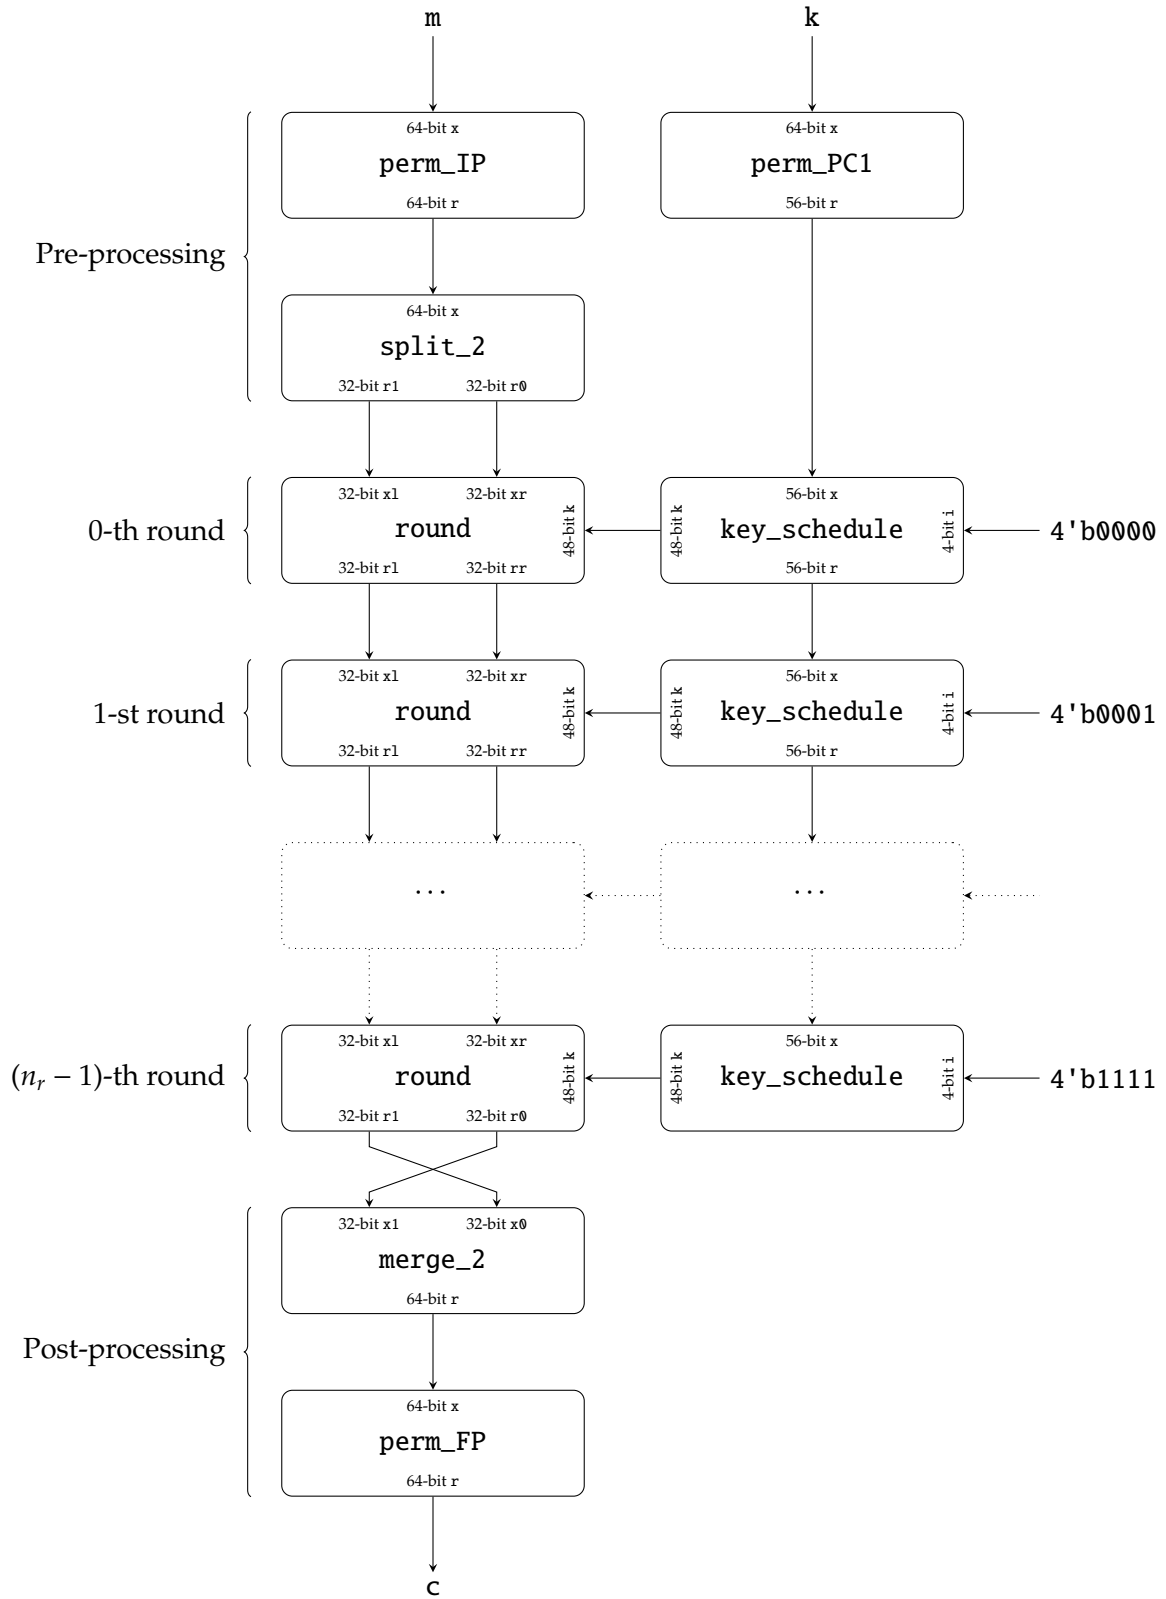 m k
64-bit x 64-bit x
perm_IP perm_PC1
64-bit r 56-bit r
Pre-processing
64-bit x
split_2
32-bit r1 32-bit r0
32-bit xl 32-bit xr 56-bit x
0-th round round 48-bit k 48-bit k key_schedule 4-bit i 4'b0000
32-bit rl 32-bit rr 56-bit r
32-bit xl 32-bit xr 56-bit x
1-st round round 48-bit k 48-bit k key_schedule 4-bit i 4'b0001
32-bit rl 32-bit rr 56-bit r
... ...
32-bit xl 32-bit xr 56-bit x
(nᵣ − 1)-th round round 48-bit k 48-bit k key_schedule 4-bit i 4'b1111
32-bit r1 32-bit r0
32-bit x1 32-bit x0
merge_2
64-bit r
Post-processing
64-bit x
perm_FP
64-bit r
c